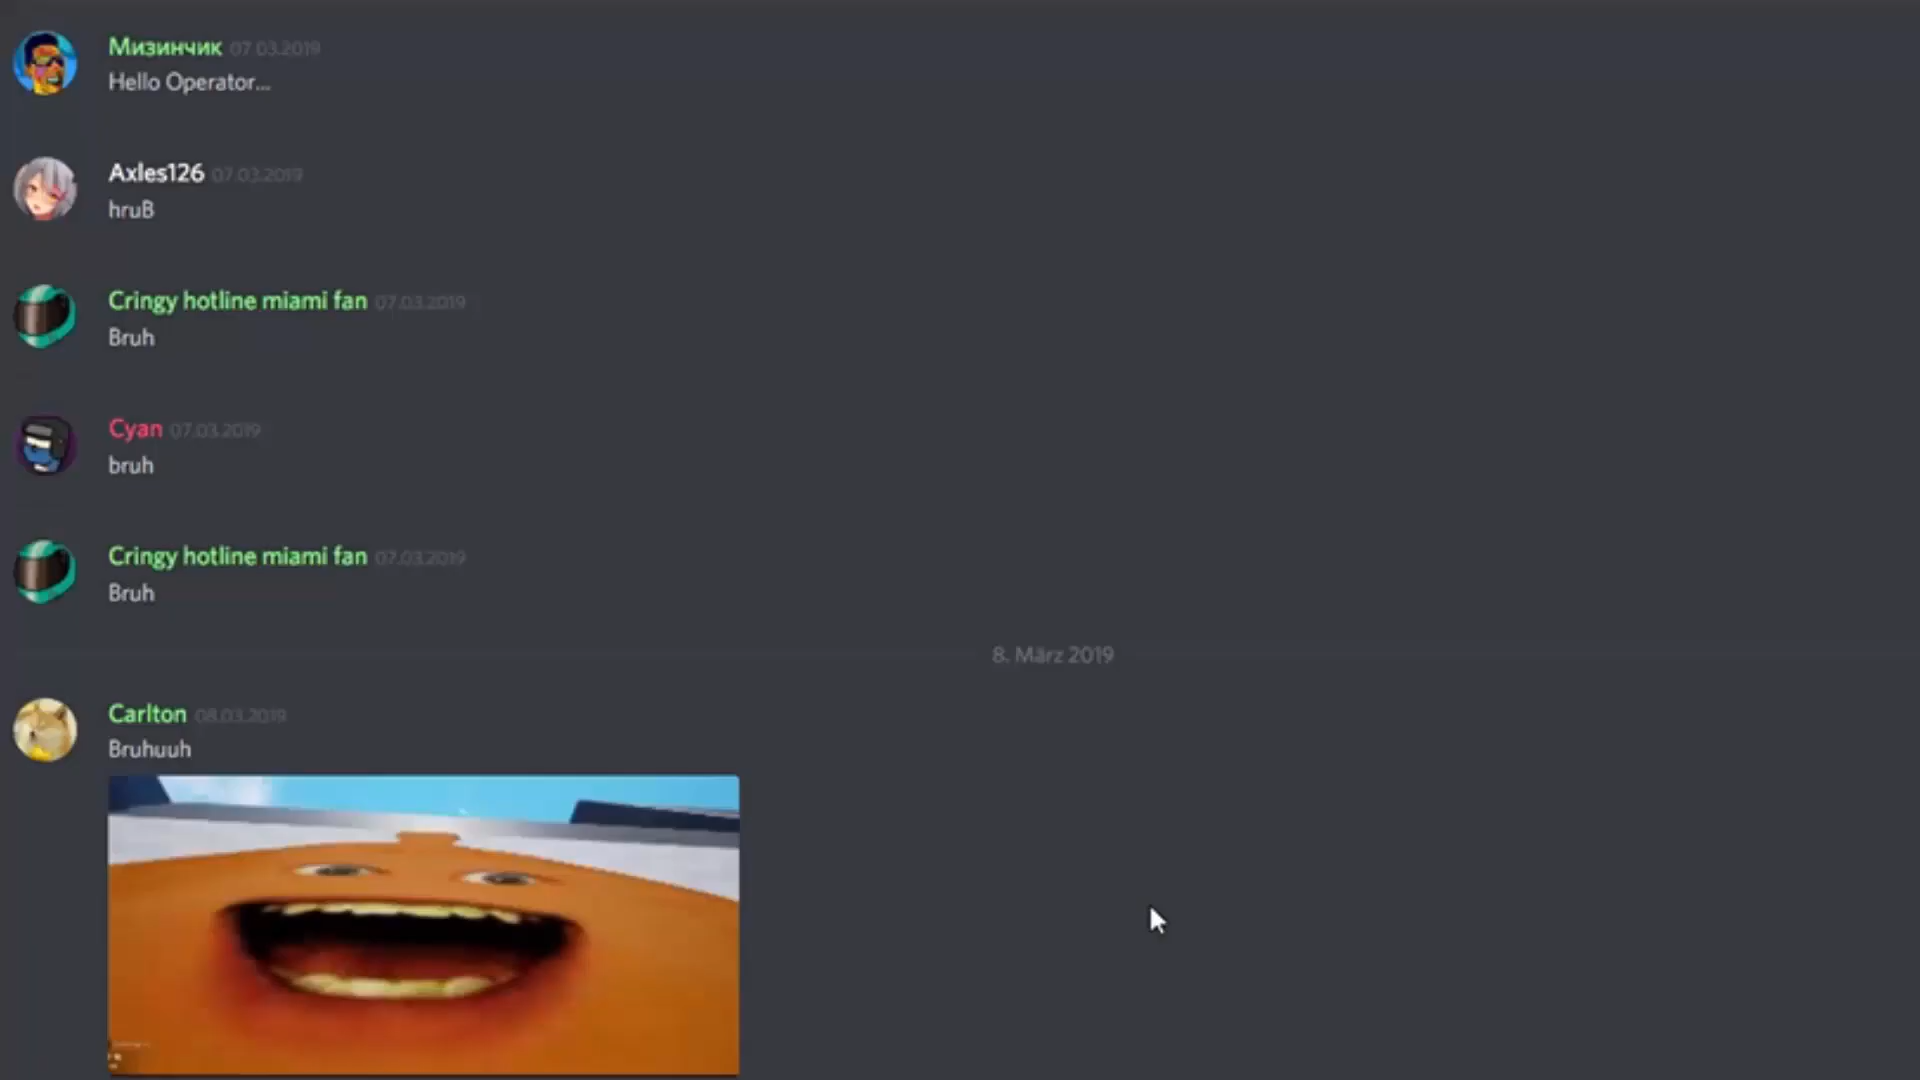 Мизинчик 07.03.2019
Hello Operator...
Axles126 07.03.2019
hruB
Cringy hotline miami fan 07.03.2019
Bruh
Cyan 07.03.2019
bruh
Cringy hotline miami fan 07.03.2019
Bruh
8. März 2019
Carlton 08.03.2019
Bruhuuh